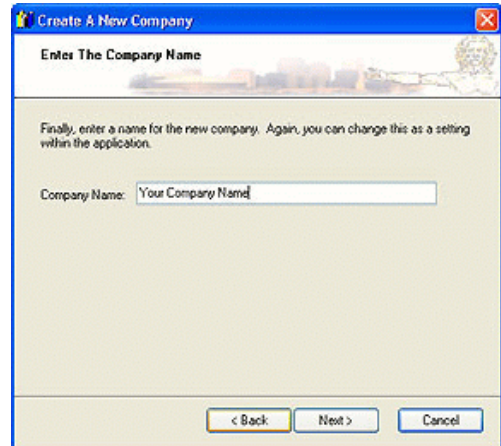 Create A New Company
Enter The Company Name
Finally, enter a name for the new company. Again, you can change this as a setting
within the application.
Company Name: Your Company Name
< Back Next > Cancel